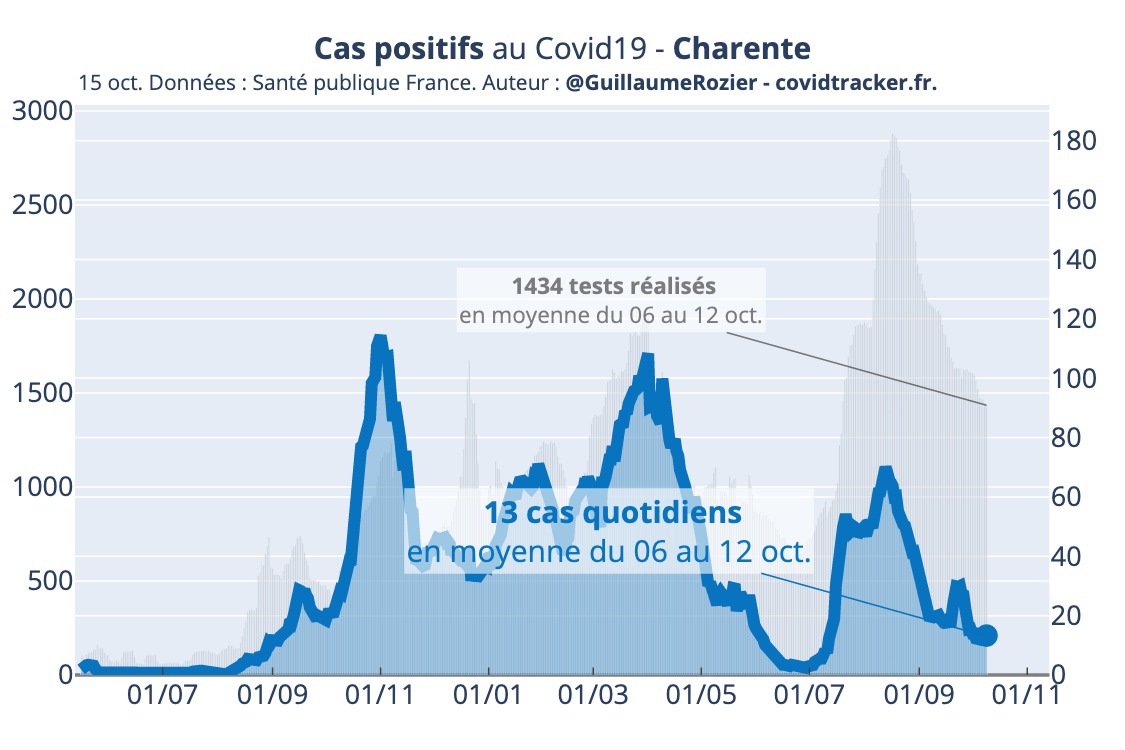 Cas positifs au Covid19 - Charente
15 oct. Données : Santé publique France. Auteur : @GuillaumeRozier - covidtracker.fr.
3000
2500
2000
1500
1000
500
0
180
160
140
120
100
80
60
40
20
0
1434 tests réalisés
en moyenne du 06 au 12 oct.
13 cas quotidiens
en moyenne du 06 au 12 oct.
01/07 01/09 01/11 01/01 01/03 01/05 01/07 01/09 01/11